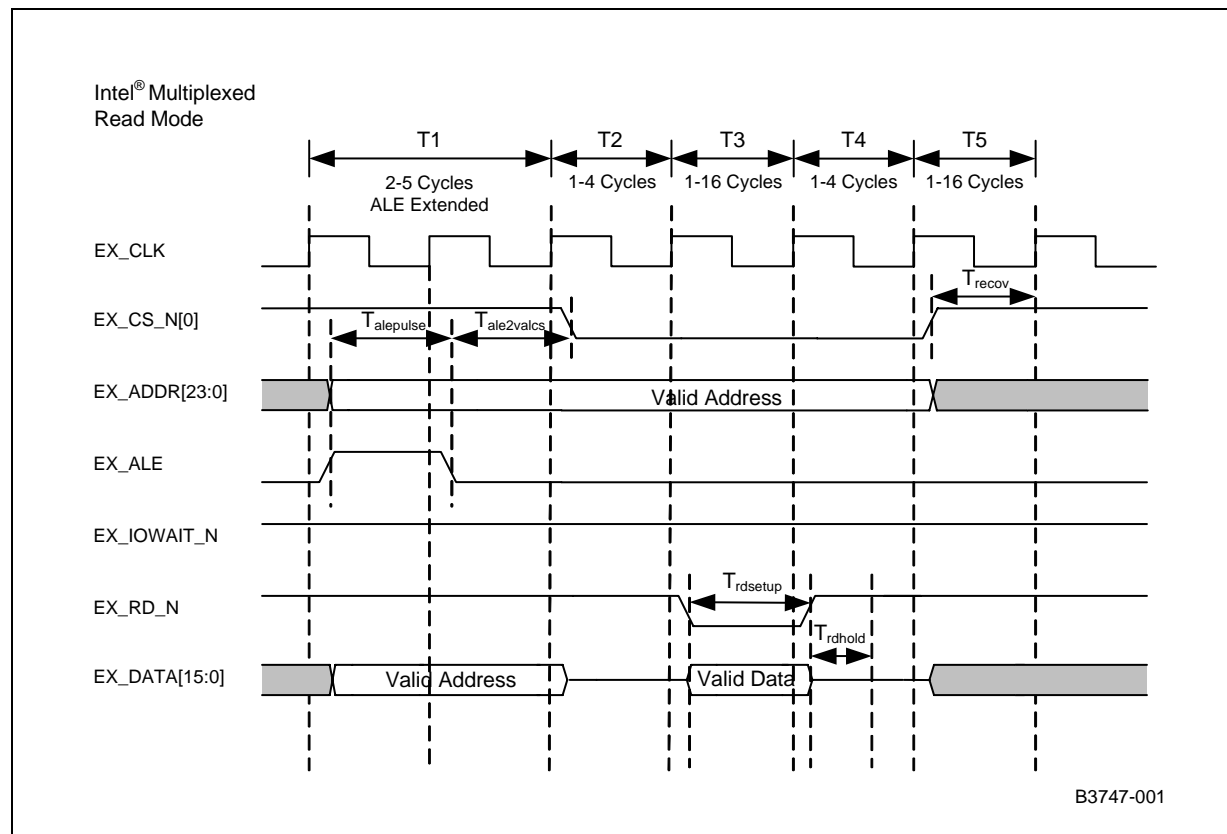 Intel® Multiplexed
Read Mode
T1 T2 T3 T4 T5
2-5 Cycles 1-4 Cycles 1-16 Cycles 1-4 Cycles 1-16 Cycles
ALE Extended
EX_CLK
Trecov
EX_CS_N[0]
Talepulse Tale2valcs
EX_ADDR[23:0] Valid Address
EX_ALE
EX_IOWAIT_N
Trdsetup
EX_RD_N
Trdhold
EX_DATA[15:0] Valid Address Valid Data
B3747-001